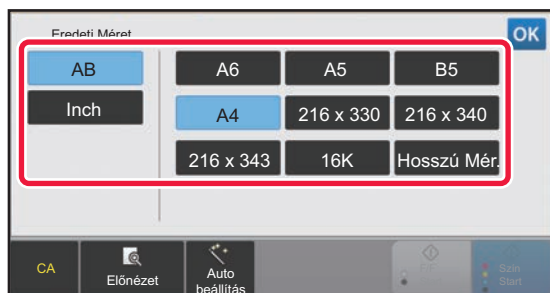 Eredeti Méret
OK
AB
A6
A5
B5
Inch
A4
216 x 330
216 x 340
216 x 343
16K
Hosszú Mér.
CA
Előnézet
Auto
beállítás
Szín
Start